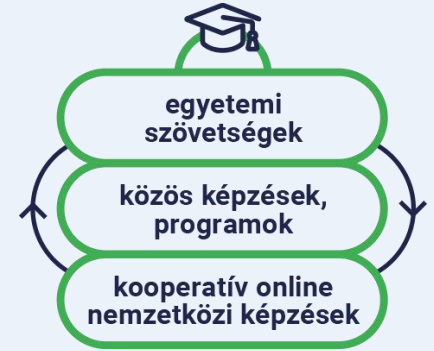 egyetemi
szövetségek
közös képzések,
programok
kooperatív online
nemzetközi képzések